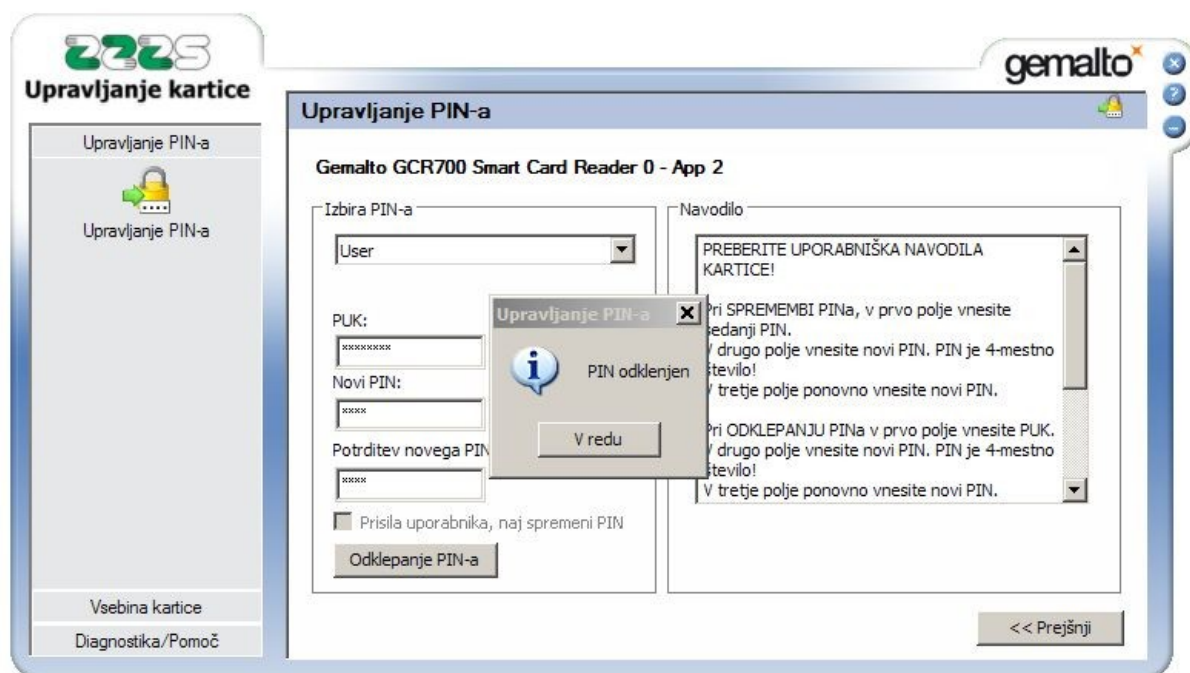 ZZZS
Upravljanje kartice
gemalto
Upravljanje PIN-a
Upravljanje PIN-a
Upravljanje PIN-a
Vsebina kartice
Diagnostika/Pomoč
Gemalto GCR700 Smart Card Reader 0 - App 2
Izbira PIN-a
User
PUK:
××××××××
Novi PIN:
××××
Potrditev novega PIN
××××
Prisila uporabnika, naj spremeni PIN
Odklepanje PIN-a
Upravljanje PIN-a
PIN odklenjen
V redu
Navodilo
PREBERITE UPORABNIŠKA NAVODILA
KARTICE!
Pri SPREMEMBI PINa, v prvo polje vnesite
sedanji PIN.
V drugo polje vnesite novi PIN. PIN je 4-mestno
število!
V tretje polje ponovno vnesite novi PIN.
Pri ODKLEPANJU PINa v prvo polje vnesite PUK.
V drugo polje vnesite novi PIN. PIN je 4-mestno
število!
V tretje polje ponovno vnesite novi PIN.
<< Prejšnji